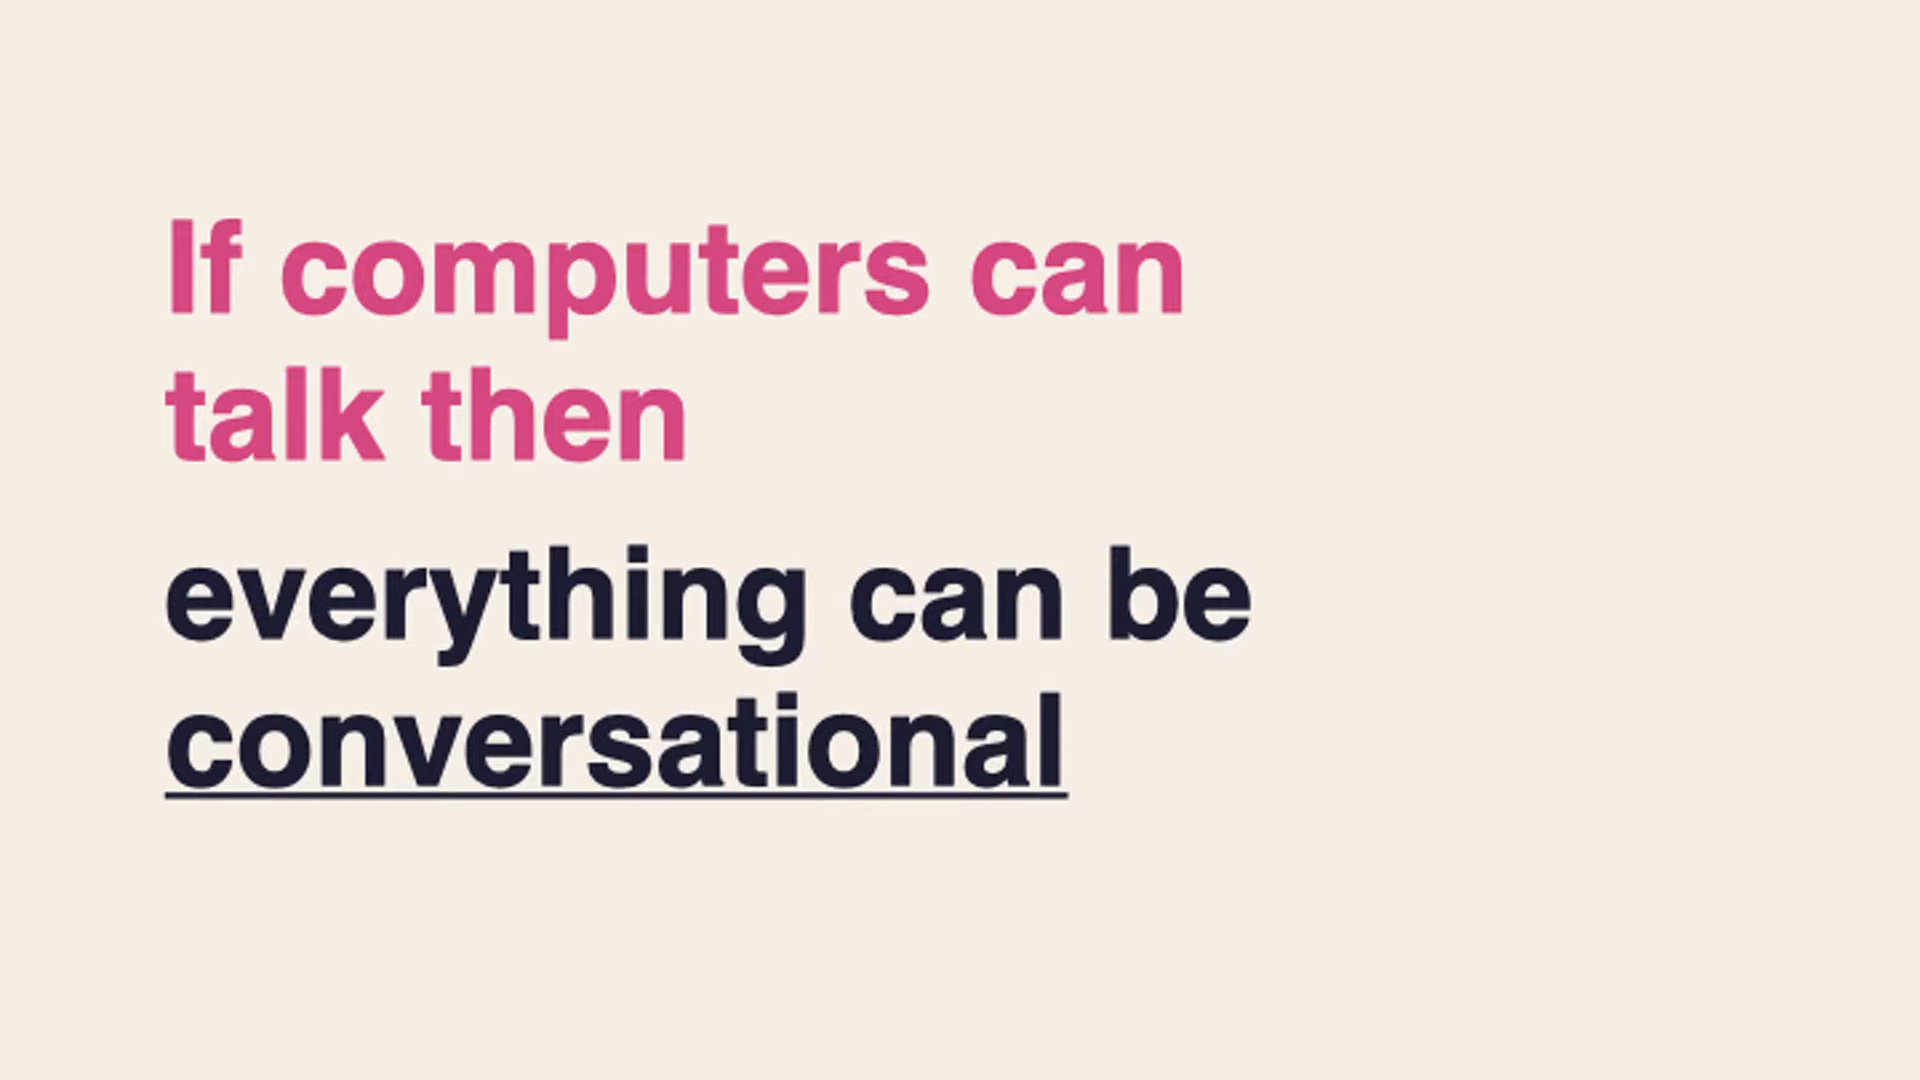 If computers can
talk then
everything can be
conversational